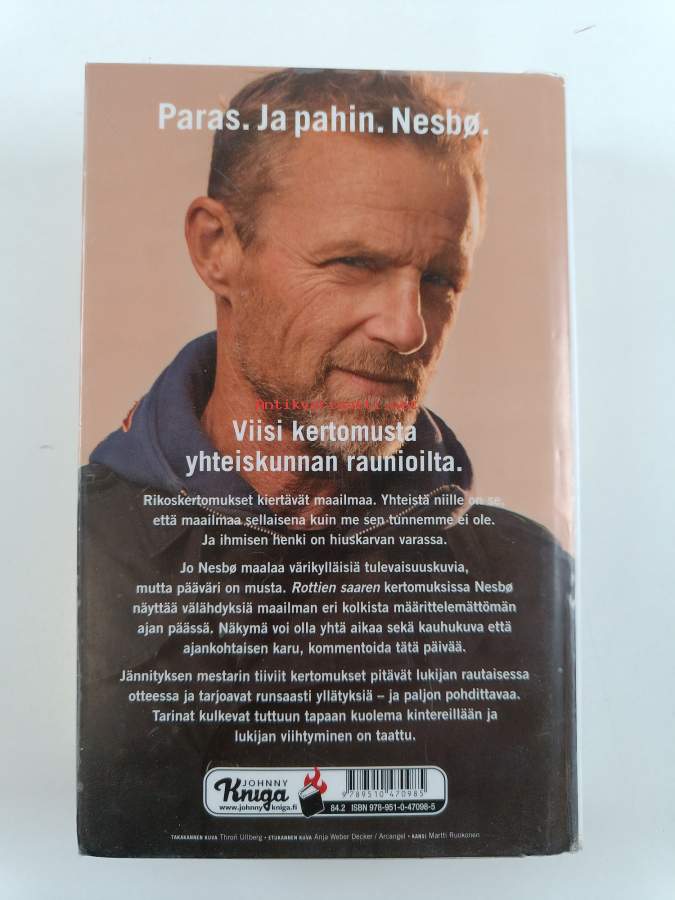 Paras. Ja pahin. Nesbø.
Antikvariaatti.net
Viisi kertomusta
yhteiskunnan raunioilta.
Rikoskertomukset kiertävät maailmaa. Yhteistä niille on se,
että maailmaa sellaisena kuin me sen tunnemme ei ole.
Ja ihmisen henki on hiuskarvan varassa.
Jo Nesbø maalaa värikylläisiä tulevaisuuskuvia,
mutta pääväri on musta. Rottien saaren kertomuksissa Nesbø
näyttää välähdyksiä maailman eri kolkista määrittelemättömän
ajan päässä. Näkymä voi olla yhtä aikaa sekä kauhukuva että
ajankohtaisen karu, kommentoida tätä päivää.
Jännityksen mestarin tiiviit kertomukset pitävät lukijan rautaisessa
otteessa ja tarjoavat runsaasti yllätyksiä – ja paljon pohdittavaa.
Tarinat kulkevat tuttuun tapaan kuolema kintereillään ja
lukijan viihtyminen on taattu.
JOHNNY
Kniga
www.johnnykniga.fi
9789510470985
84.2 ISBN 978-951-0-47098-5
TAKAKANNEN KUVA Thron Ullberg • ETUKANNEN KUVA Anja Weber Decker / Arcangel • KANSI Martti Ruokonen